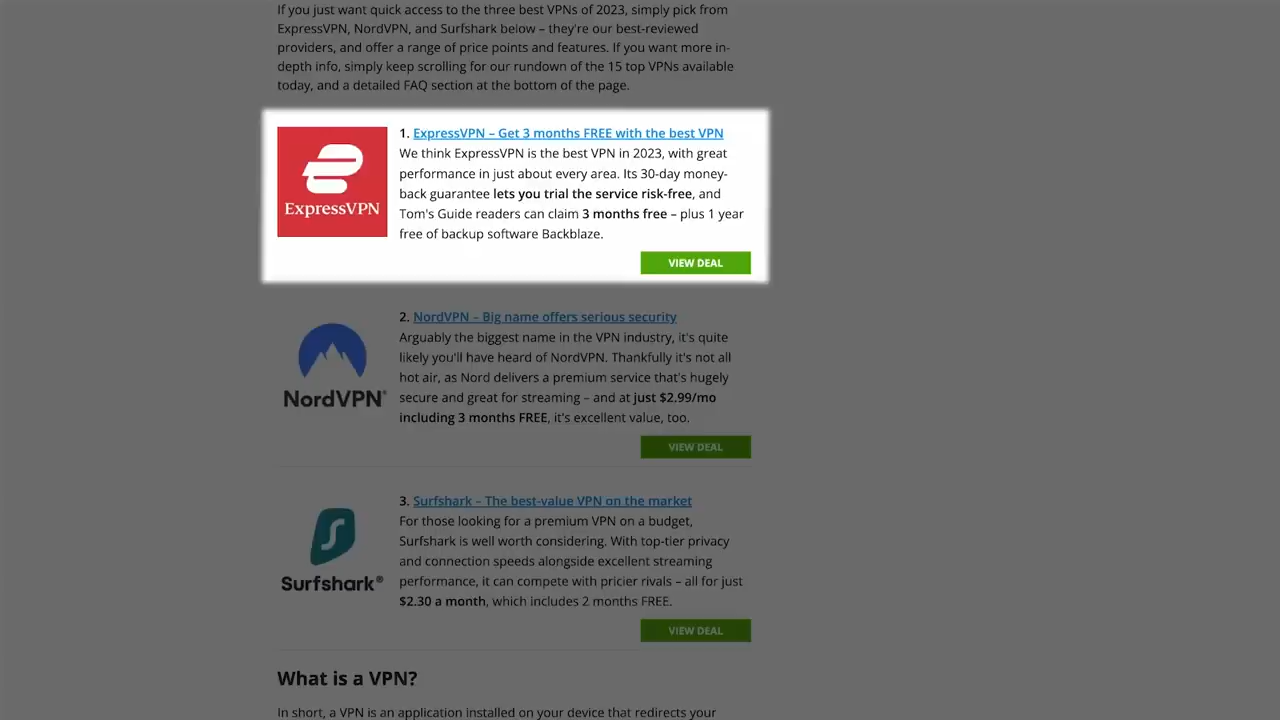 If you just want quick access to the three best VPNs of 2023, simply pick from
ExpressVPN, NordVPN, and Surfshark below – they're our best-reviewed
providers, and offer a range of price points and features. If you want more in-
depth info, simply keep scrolling for our rundown of the 15 top VPNs available
today, and a detailed FAQ section at the bottom of the page.
ExpressVPN
1. ExpressVPN – Get 3 months FREE with the best VPN
We think ExpressVPN is the best VPN in 2023, with great
performance in just about every area. Its 30-day money-
back guarantee lets you trial the service risk-free, and
Tom's Guide readers can claim 3 months free – plus 1 year
free of backup software Backblaze.
VIEW DEAL
NordVPN®
2. NordVPN – Big name offers serious security
Arguably the biggest name in the VPN industry, it's quite
likely you'll have heard of NordVPN. Thankfully it's not all
hot air, as Nord delivers a premium service that's hugely
secure and great for streaming – and at just $2.99/mo
including 3 months FREE, it's excellent value, too.
VIEW DEAL
Surfshark®
3. Surfshark – The best-value VPN on the market
For those looking for a premium VPN on a budget,
Surfshark is well worth considering. With top-tier privacy
and connection speeds alongside excellent streaming
performance, it can compete with pricier rivals – all for just
$2.30 a month, which includes 2 months FREE.
VIEW DEAL
What is a VPN?
In short, a VPN is an application installed on your device that redirects your